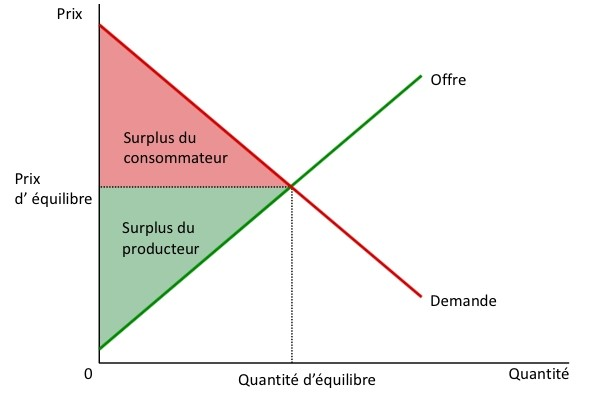 Prix
Offre
Surplus du
consommateur
Prix
d’ équilibre
Surplus du
producteur
Demande
0
Quantité d’équilibre
Quantité